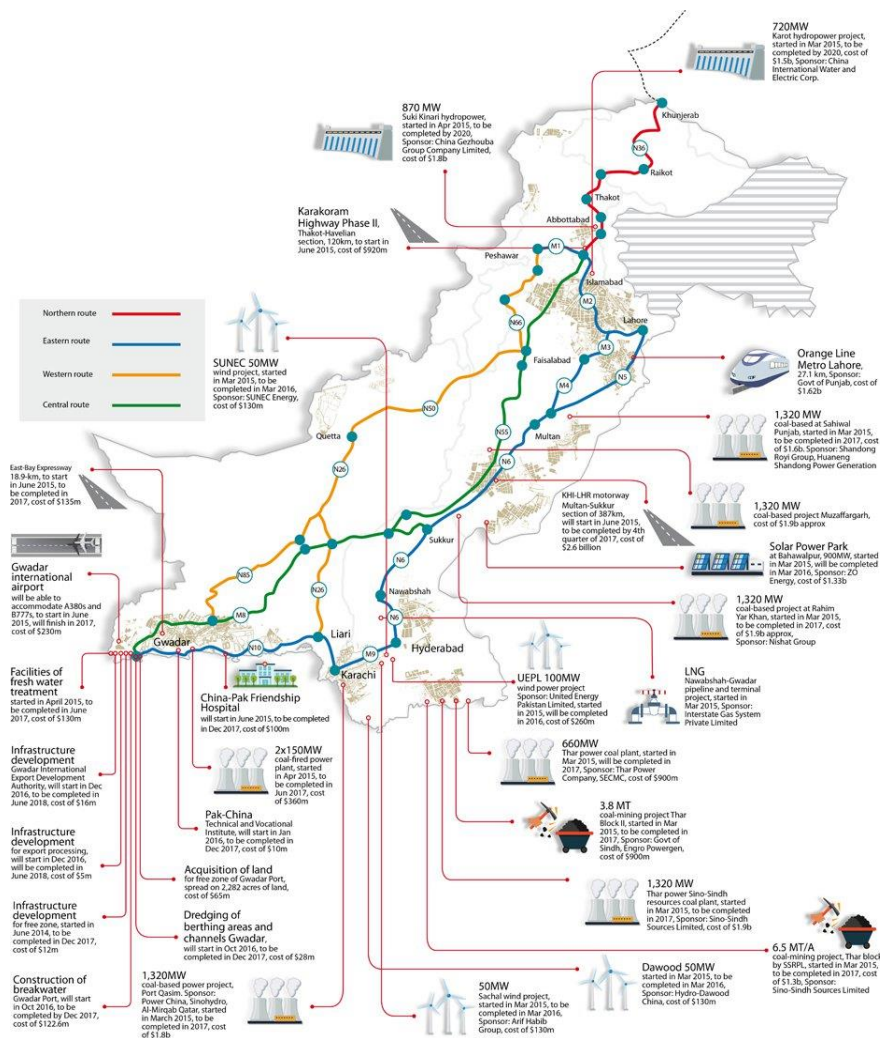 720MW
Karot hydropower project,
started in Mar 2015, to be
completed by 2020, cost of
$1.5b, Sponsor: China
International Water and
Electric Corp.
870 MW
Suki Kinari hydropower,
started in Apr 2015, to be
completed by 2020,
Sponsor: China Gezhouba
Group Company Limited,
cost of $1.8b
Khunjerab
N36
Raikot
Thakot
Abbottabad
Karakoram
Highway Phase II,
Thakot-Havelian
section, 120km, to start in
June 2015, cost of $920m
Peshawar
M1
Islamabad
M2
Northern route
Eastern route
Western route
Central route
SUNEC 50MW
wind project, started
in Mar 2015, to be
completed in Mar 2016,
Sponsor: SUNEC Energy,
cost of $130m
N66
Lahore
M3
Faisalabad
M4
N5
Orange Line
Metro Lahore,
27.1 km, Sponsor:
Govt of Punjab, cost of
$1.62b
N50
Quetta
N55
Multan
1,320 MW
coal-based at Sahiwal
Punjab, started in Mar 2015,
to be completed in 2017, cost
of $1.6b. Sponsor: Shandong
Royi Group, Huaneng
Shandong Power Generation
N26
N6
East-Bay Expressway
18.9-km, to start
in June 2015, to
be completed in
2017, cost of
$135m
KHI-LHR motorway
Multan-Sukkur
section of 387km,
will start in June 2015,
to be completed by 4th
quarter of 2017, cost of
$2.6 billion
1,320 MW
coal-based project Muzaffargarh,
cost of $1.9b approx
Sukkur
Solar Power Park
at Bahawalpur, 900MW, started
in Mar 2015, will be completed in
Mar 2016, Sponsor: ZO
Energy, cost of $1.33b
Gwadar
international
airport
will be able to
accommodate A380s and
B777s, to start in June
2015, will finish in 2017,
cost of $230m
N85
N26
N6
Nawabshah
M8
N6
1,320 MW
coal-based project at Rahim
Yar Khan, started in Mar 2015,
to be completed in 2017, cost of
$1.9b approx,
Sponsor: Nishat Group
Gwadar
N10
Liari
M9
Hyderabad
Karachi
Facilities of
fresh water
treatment
started in April 2015,
to be completed in June
2017, cost of $130m
China-Pak Friendship
Hospital
will start in June 2015, to be completed
in Dec 2017, cost of $100m
UEPL 100MW
wind power project
Sponsor: United Energy
Pakistan Limited, started
in 2015, will be completed
in 2016, cost of $260m
LNG
Nawabshah-Gwadar
pipeline and terminal
project, started in
Mar 2015, Sponsor:
Interstate Gas System
Private Limited
Infrastructure
development
Gwadar International
Export Development
Authority, will start in Dec
2016, to be completed in
June 2018, cost of $16m
2x150MW
coal-fired power
plant, started
in Apr 2015, to
be completed in
Jun 2017, cost
of $360m
660MW
Thar power coal plant, started in
Mar 2015, will be completed in
2017, Sponsor: Thar Power
Company, SECMC, cost of $900m
Pak-China
Technical and Vocational
Institute, will start in Jan
2016, to be completed in
Dec 2017, cost of $10m
Infrastructure
development
for export processing,
will start in Dec 2016,
will be completed in
June 2018, cost of $5m
3.8 MT
coal-mining project Thar
Block II, started in Mar
2015, to be completed in
2017, Sponsor: Govt of
Sindh, Engro Powergen,
cost of $900m
Acquisition of land
for free zone of Gwadar Port,
spread on 2,282 acres of land,
cost of $65m
Infrastructure
development
for free zone, started in
June 2014, to be
completed in Dec 2017,
cost of $12m
1,320 MW
Thar power Sino-Sindh
resources coal plant, started
in Mar 2015, to be completed
in 2017, Sponsor: Sino-Sindh
Sources Limited, cost of $1.9b
Dredging of
berthing areas and
channels Gwadar,
will start in Oct 2016, to be
completed in Dec 2017, cost of $28m
6.5 MT/A
coal-mining project, Thar block
by SSRPL, started in Mar 2015,
to be completed in 2017, cost
of $1.3b; Sponsor:
Sino-Sindh Sources Limited
Construction of
breakwater
Gwadar Port, will start
in Oct 2016, to be
completed by Dec 2017,
cost of $122.6m
1,320MW
coal-based power project,
Port Qasim. Sponsor:
Power China, Sinohydro,
Al-Mirqab Qatar, started
in March 2015, to be
completed in 2017, cost of
$1.8b
50MW
Sachal wind project,
started in Mar 2015, to be
completed in Mar 2016,
Sponsor: Arif Habib
Group, cost of $130m
Dawood 50MW
started in Mar 2015, to be
completed in Mar 2016,
Sponsor: Hydro-Dawood
China, cost of $130m